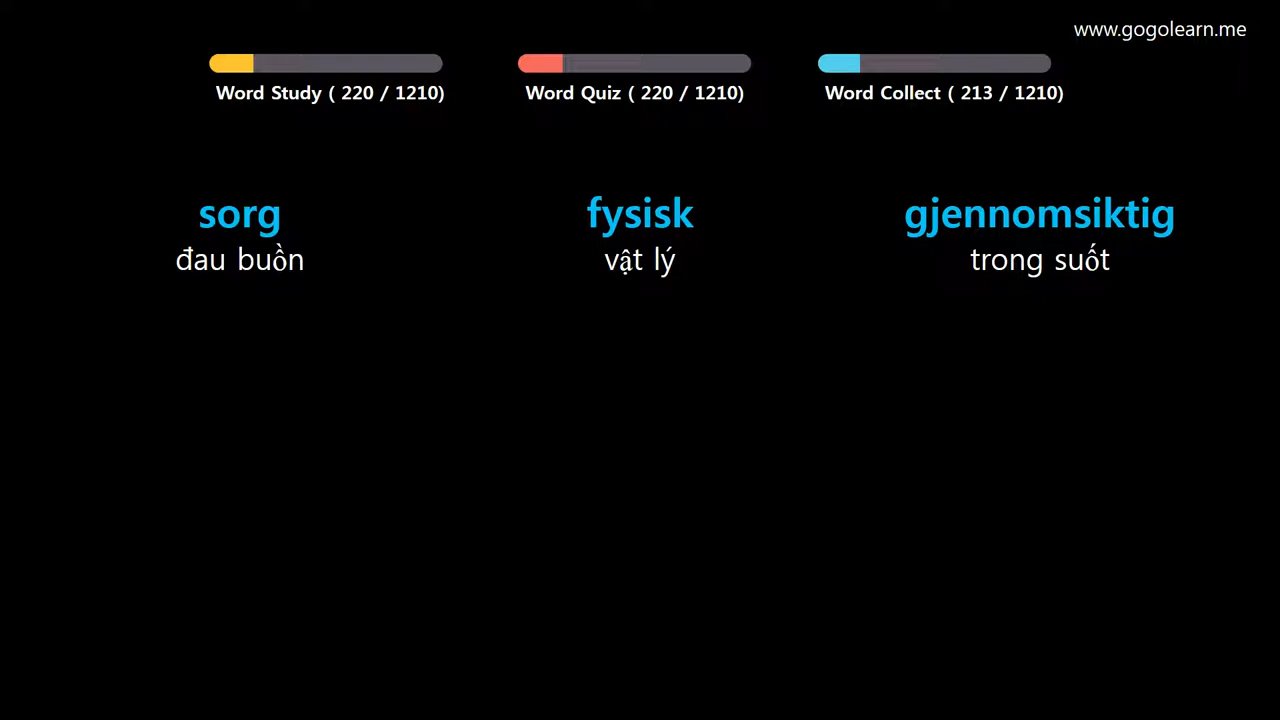 www.gogolearn.me
Word Study ( 220 / 1210)
Word Quiz ( 220 / 1210)
Word Collect ( 213 / 1210)
sorg
đau buồn
fysisk
vật lý
gjennomsiktig
trong suốt